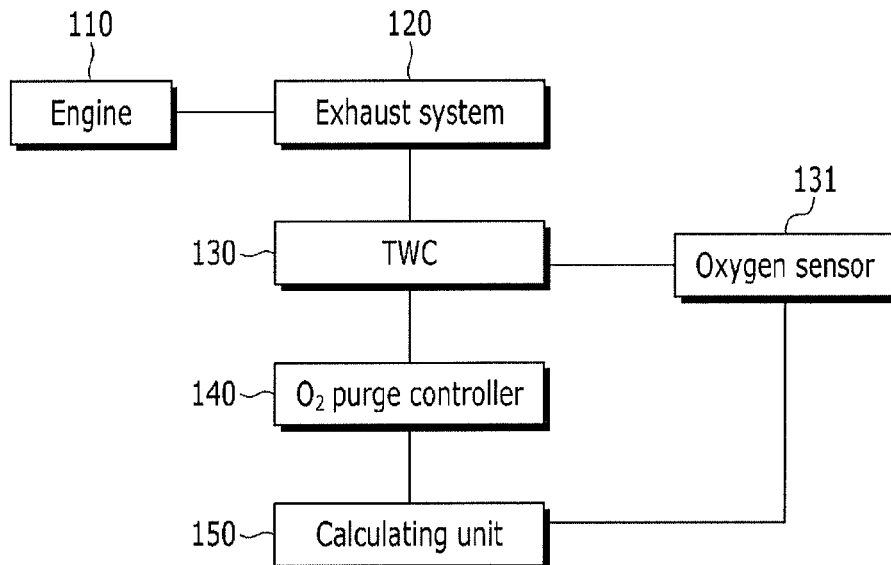 110
120
Engine
Exhaust system
131
130
TWC
Oxygen sensor
140
O₂ purge controller
150
Calculating unit